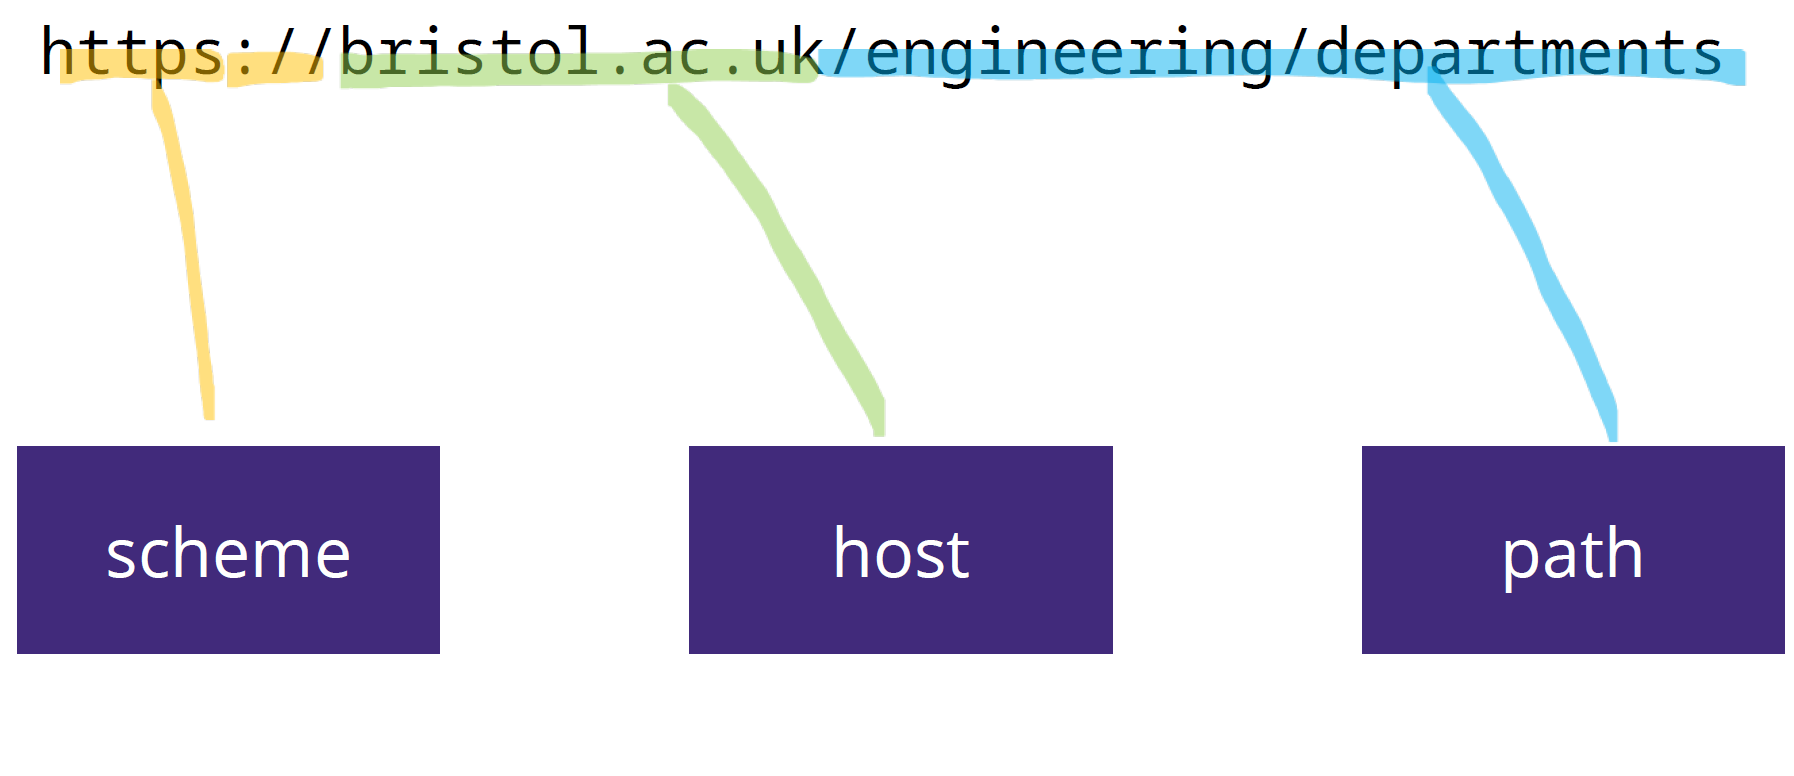 https://bristol.ac.uk/engineering/departments
scheme
host
path